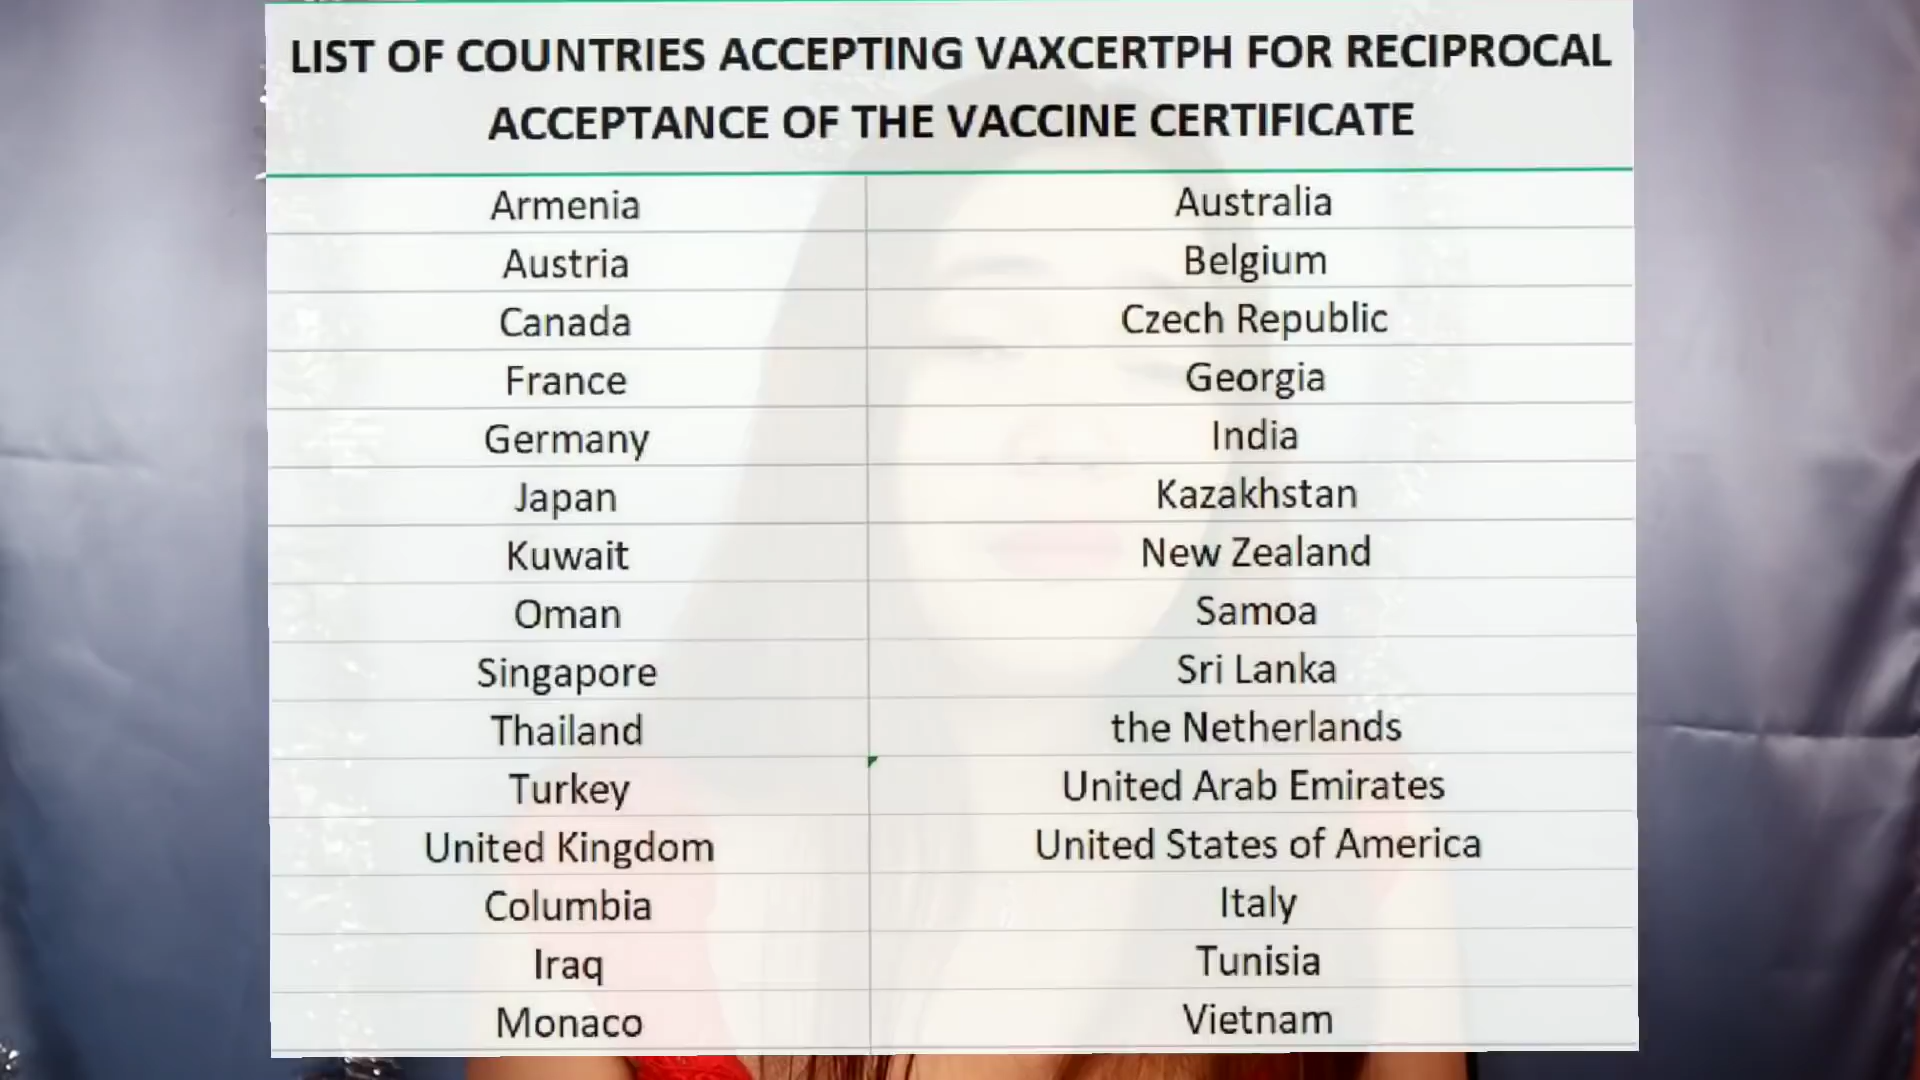 LIST OF COUNTRIES ACCEPTING VAXCERTPH FOR RECIPROCAL
ACCEPTANCE OF THE VACCINE CERTIFICATE
Armenia Australia
Austria Belgium
Canada Czech Republic
France Georgia
Germany India
Japan Kazakhstan
Kuwait New Zealand
Oman Samoa
Singapore Sri Lanka
Thailand the Netherlands
Turkey United Arab Emirates
United Kingdom United States of America
Columbia Italy
Iraq Tunisia
Monaco Vietnam